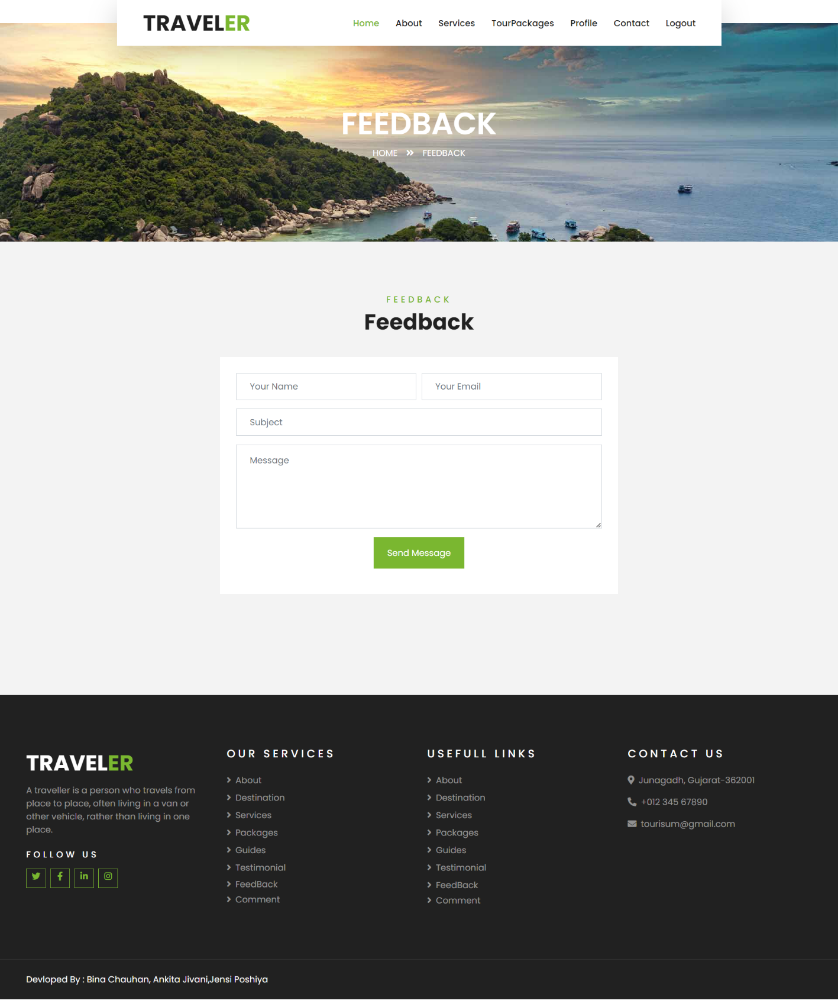 TRAVELER
Home About Services TourPackages Profile Contact Logout
FEEDBACK
HOME FEEDBACK
FEEDBACK
Feedback
Your Name Your Email
Subject
Message
Send Message
TRAVELER
A traveller is a person who travels from
place to place, often living in a van or
other vehicle, rather than living in one
place.
FOLLOW US
OUR SERVICES
About
Destination
Services
Packages
Guides
Testimonial
FeedBack
Comment
USEFULL LINKS
About
Destination
Services
Packages
Guides
Testimonial
FeedBack
Comment
CONTACT US
Junagadh, Gujarat-362001
+012 345 67890
tourisum@gmail.com
Devloped By : Bina Chauhan, Ankita Jivani,Jensi Poshiya